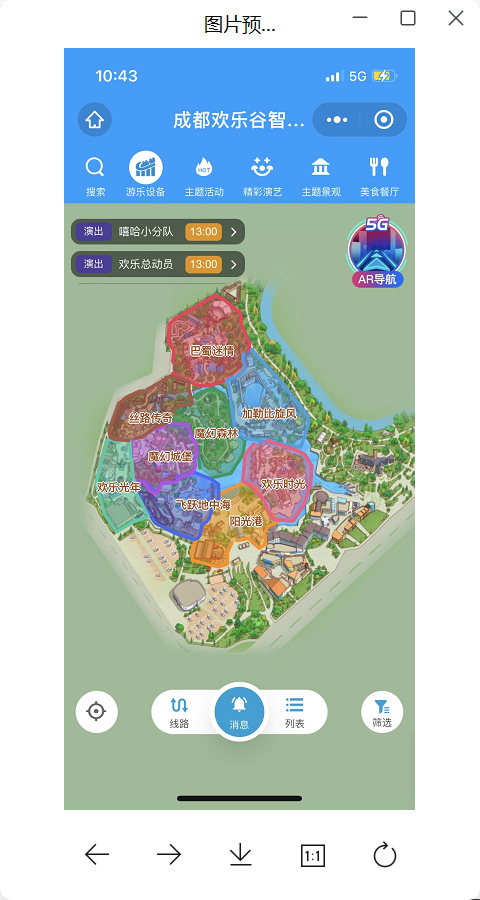 图片预...
10:43
5G
成都欢乐谷智...
HOT
搜索
游乐设备
主题活动
精彩演艺
主题景观
美食餐厅
演出 嘻哈小分队 13:00
演出 欢乐总动员 13:00
5G
AR导航
巴蜀迷情
丝路传奇
加勒比旋风
魔幻森林
魔幻城堡
欢乐光年
欢乐时光
飞跃地中海
阳光港
线路
消息
列表
筛选
1:1